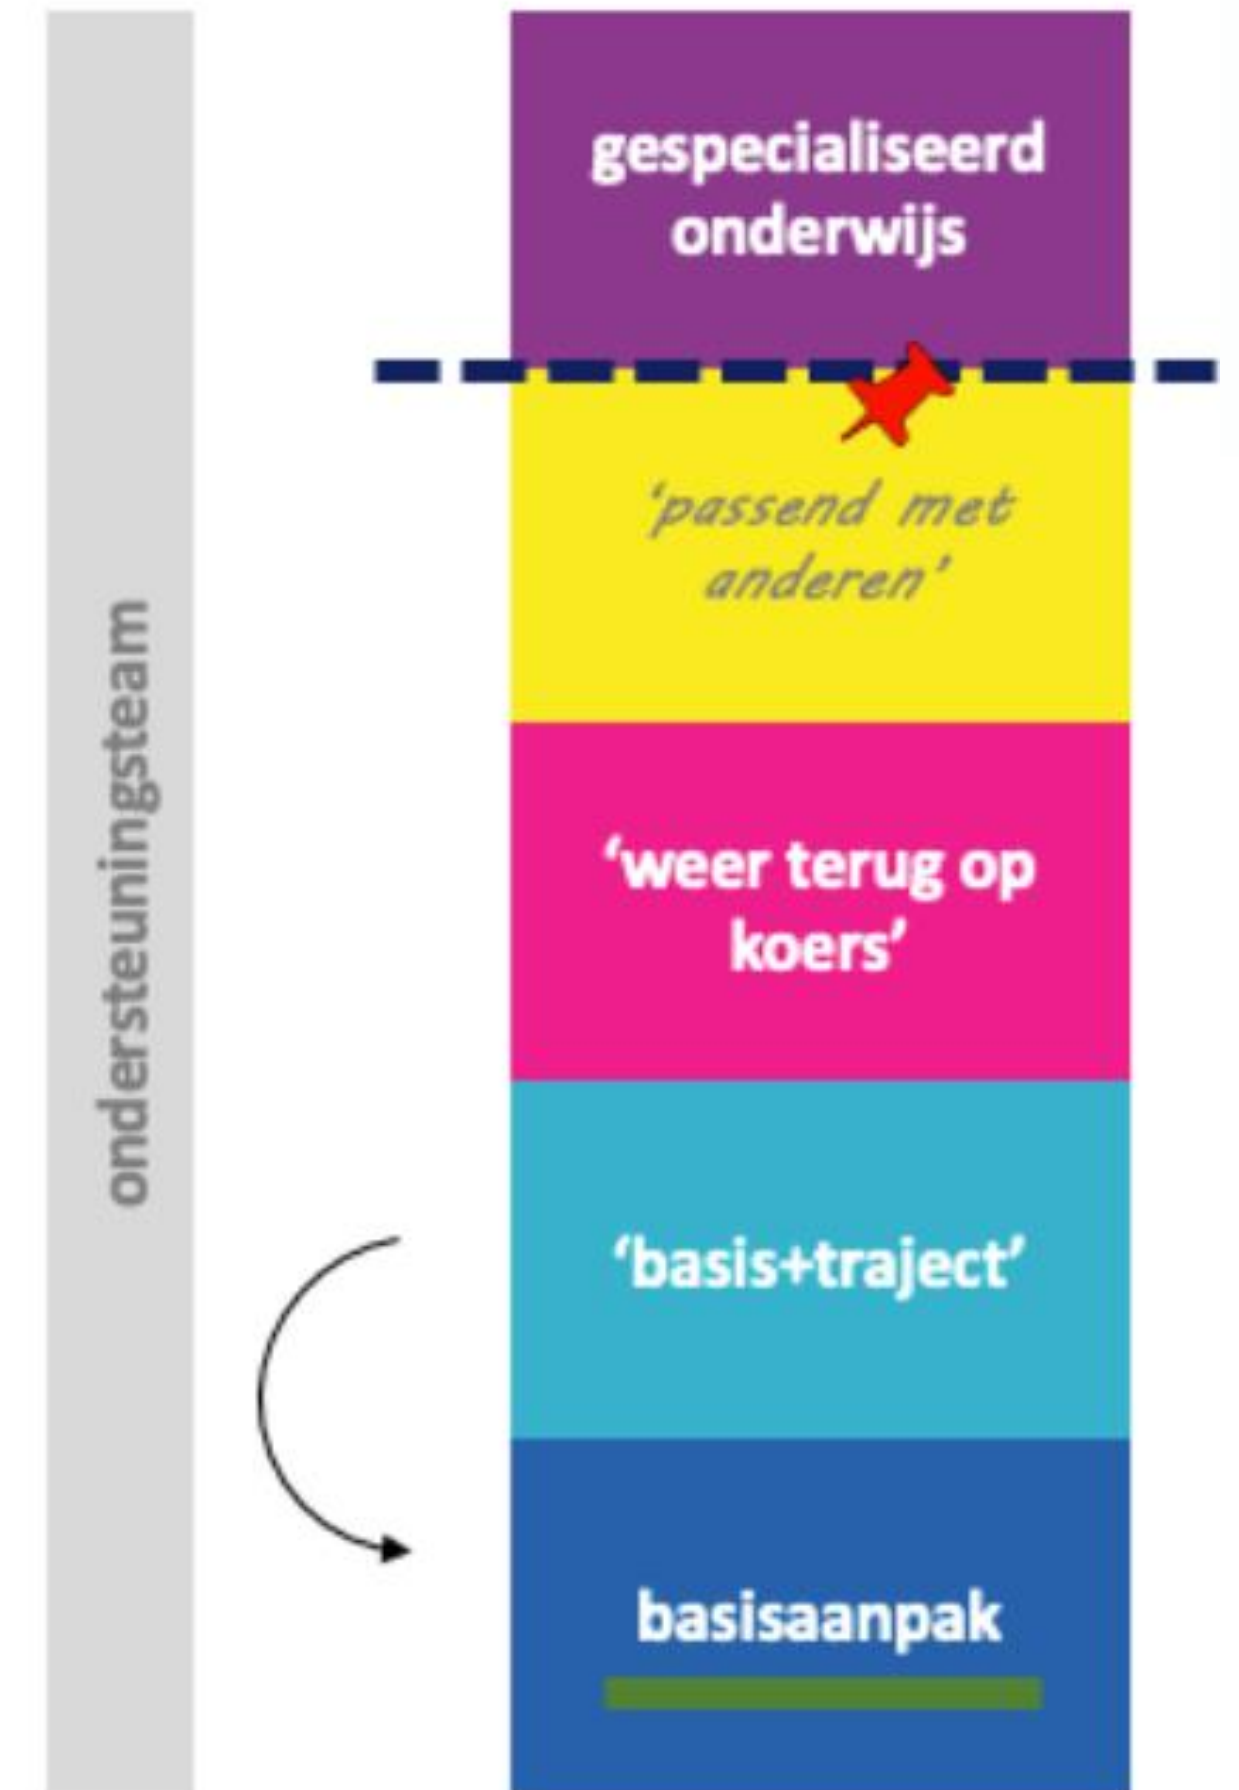 gespecialiseerd
onderwijs
‘passend met
anderen’
‘weer terug op
koers’
‘basis+traject’
basisaanpak
ondersteuningsteam